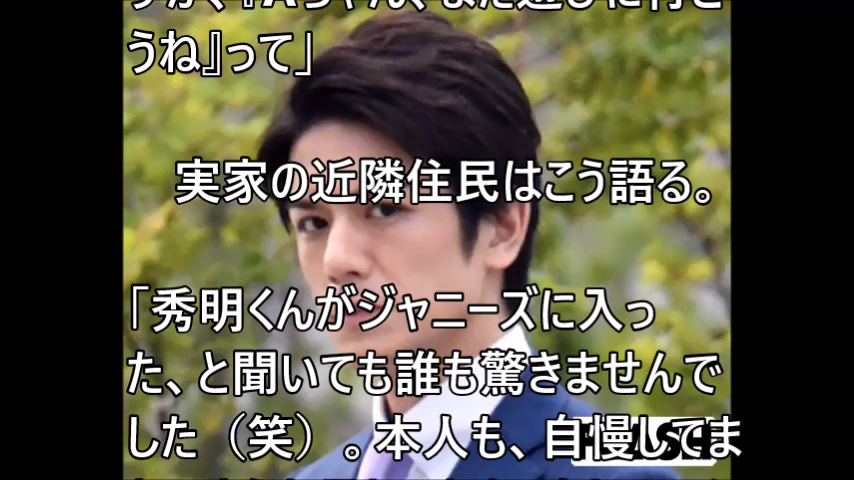 うね』って」
実家の近隣住民はこう語る。
「秀明くんがジャニーズに入っ
た、と聞いても誰も驚きませんで
した（笑）。本人も、自慢してま